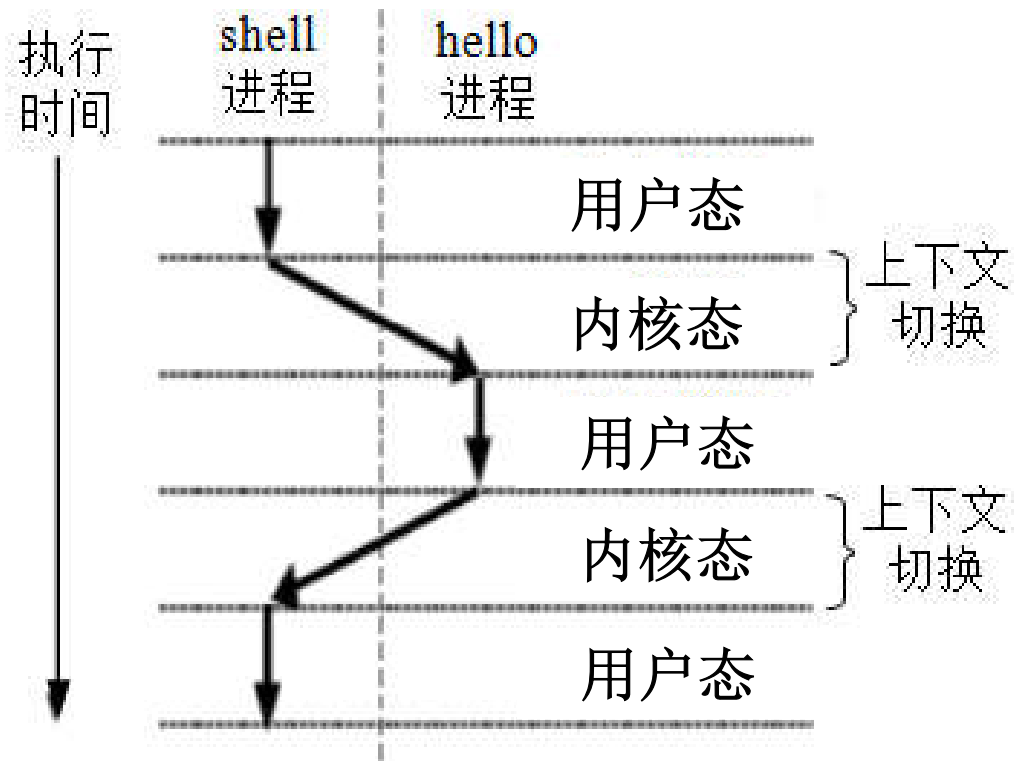 执行
时间
shell
进程
hello
进程
用户态
内核态
上下文
切换
用户态
内核态
上下文
切换
用户态